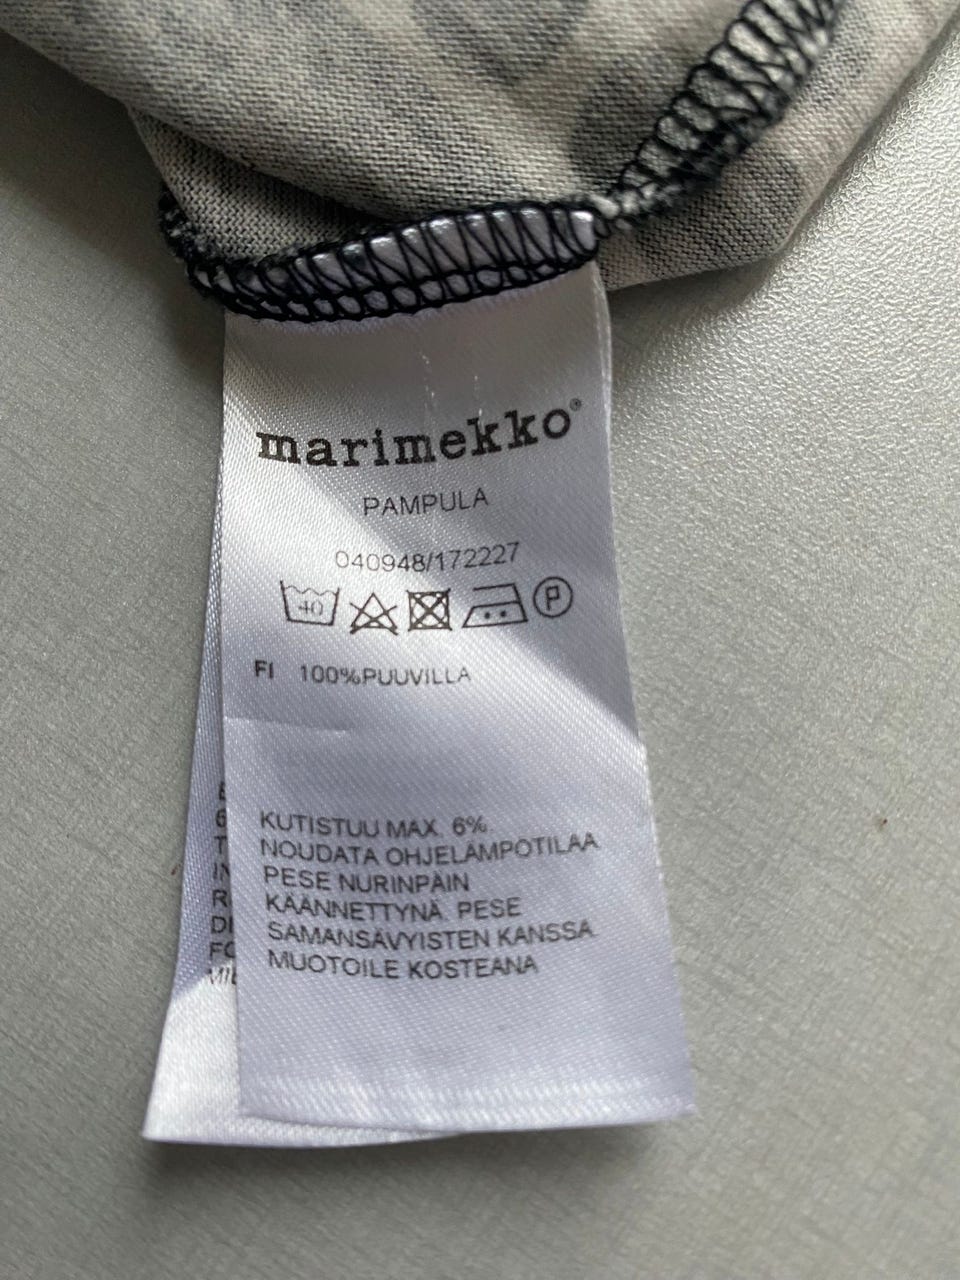 marimekko®
PAMPULA
040948/172227
40 P
FI 100%PUUVILLA
KUTISTUU MAX. 6%.
NOUDATA OHJELÄMPÖTILAA
PESE NURINPÄIN
KÄÄNNETTYNÄ. PESE
SAMANSÄVYISTEN KANSSA.
MUOTOILE KOSTEANA